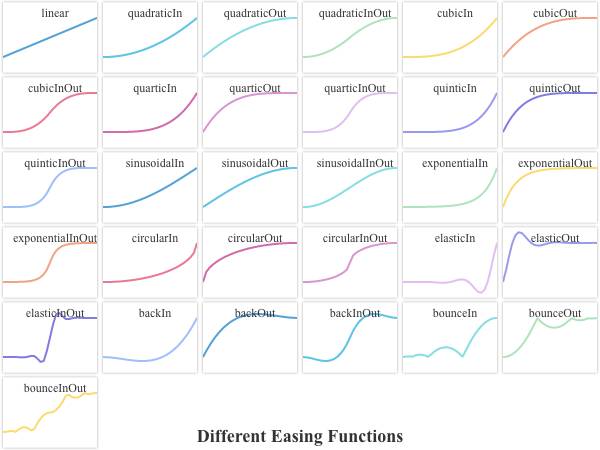 linear
quadraticIn
quadraticOut
quadraticInOut
cubicIn
cubicOut
cubicInOut
quarticIn
quarticOut
quarticInOut
quinticIn
quinticOut
quinticInOut
sinusoidalIn
sinusoidalOut
sinusoidalInOut
exponentialIn
exponentialOut
exponentialInOut
circularIn
circularOut
circularInOut
elasticIn
elasticOut
elasticInOut
backIn
backOut
backInOut
bounceIn
bounceOut
bounceInOut
Different Easing Functions